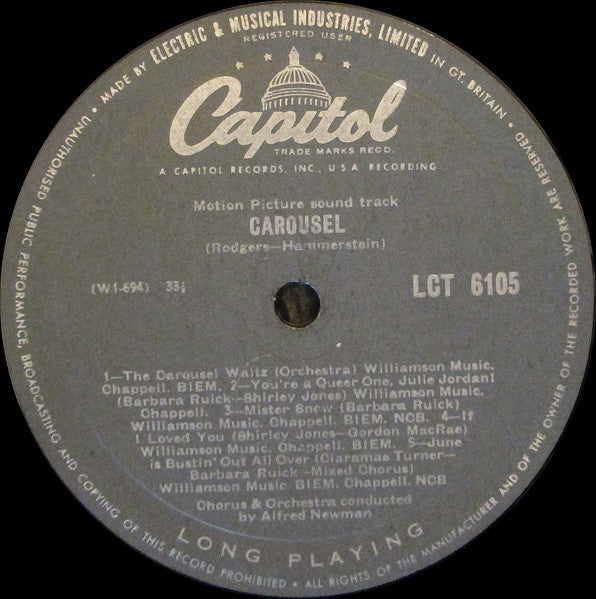 MADE BY ELECTRIC & MUSICAL INDUSTRIES, LIMITED IN GT. BRITAIN • UNAUTHORISED PUBLIC PERFORMANCE, BROADCASTING AND COPYING OF THIS RECORD PROHIBITED • ALL RIGHTS OF THE MANUFACTURER AND OF THE OWNER OF THE RECORDED WORK ARE RESERVED •
REGISTERED USER
Capitol
TRADE MARKS REGD.
A CAPITOL RECORDS, INC., U.S.A. RECORDING
Motion Picture sound track
CAROUSEL
(Rodgers—Hammerstein)
(W1-694) 33⅓
LCT 6105
1—The Carousel Waltz (Orchestra) Williamson Music.
Chappell. BIEM. 2—You're a Queer One, Julie Jordan!
(Barbara Ruick—Shirley Jones) Williamson Music.
Chappell. 3—Mister Snow (Barbara Ruick)
Williamson Music. Chappell. BIEM. NCB. 4—If
I Loved You (Shirley Jones—Gordon MacRae)
Williamson Music. Chappell. BIEM. 5—June
is Bustin' Out All Over (Claramae Turner—
Barbara Ruick—Mixed Chorus)
Williamson Music. BIEM. Chappell. NCB
Chorus & Orchestra conducted
by Alfred Newman
LONG PLAYING